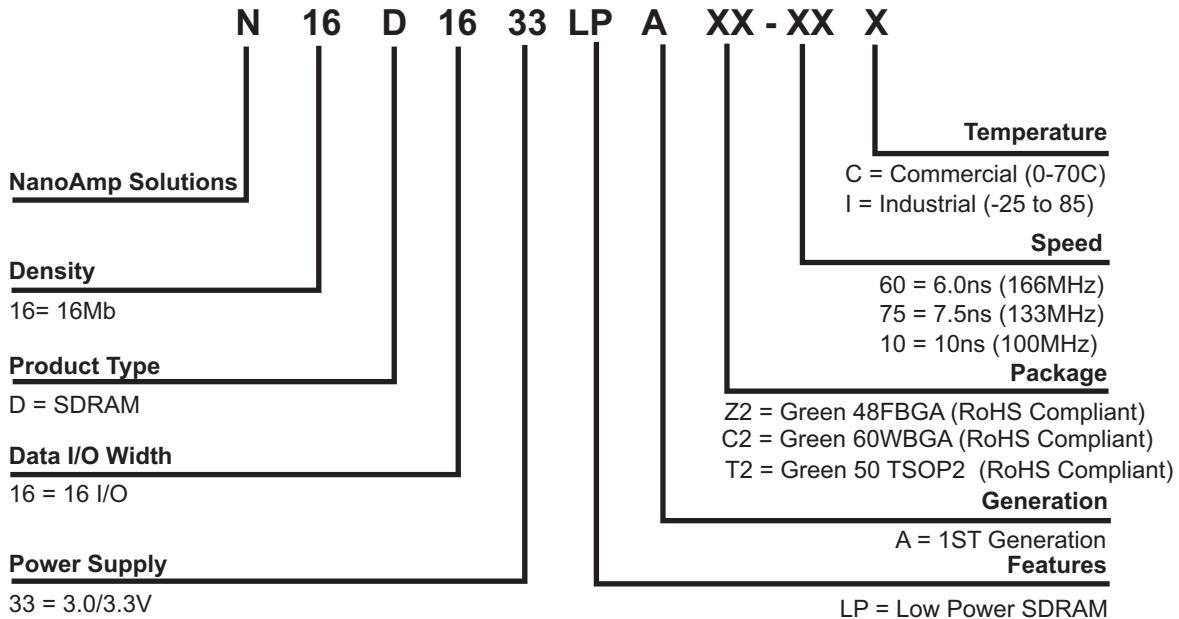 N 16 D 16 33 LP A XX - XX X
Temperature
C = Commercial (0-70C)
I = Industrial (-25 to 85)
NanoAmp Solutions
Speed
60 = 6.0ns (166MHz)
75 = 7.5ns (133MHz)
10 = 10ns (100MHz)
Density
16= 16Mb
Package
Z2 = Green 48FBGA (RoHS Compliant)
C2 = Green 60WBGA (RoHS Compliant)
T2 = Green 50 TSOP2 (RoHS Compliant)
Product Type
D = SDRAM
Data I/O Width
16 = 16 I/O
Generation
A = 1ST Generation
Power Supply
33 = 3.0/3.3V
Features
LP = Low Power SDRAM